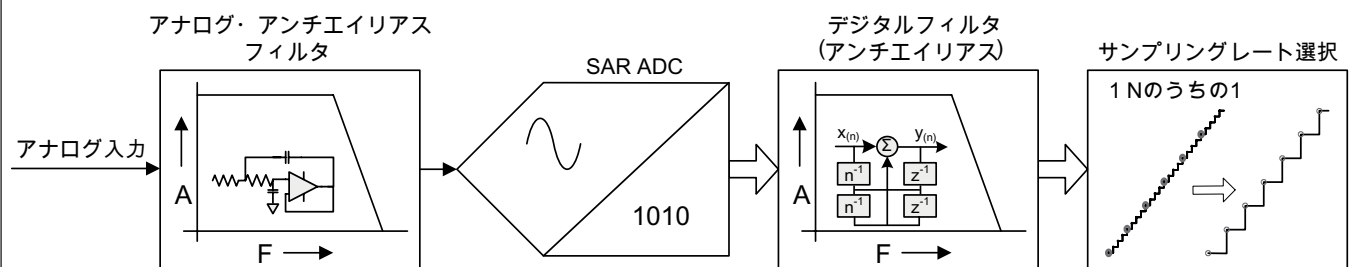 アナログ・アンチエイリアス
フィルタ
SAR ADC
デジタルフィルタ
(アンチエイリアス)
サンプリングレート選択
アナログ入力
A
F
1010
A
x(n)
y(n)
Σ
n-1
z-1
n-1
z-1
F
1 Nのうちの1